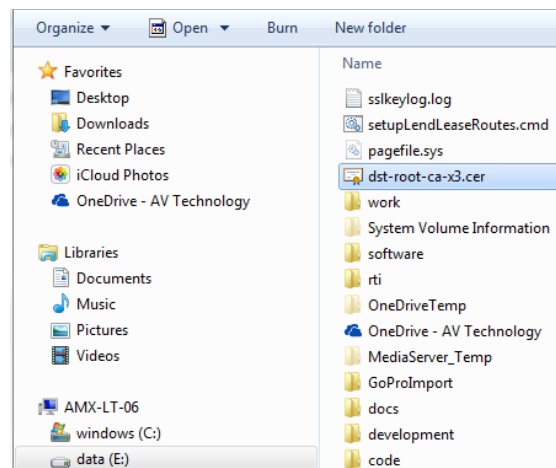 Organize Open Burn New folder
Favorites
Desktop
Downloads
Recent Places
iCloud Photos
OneDrive - AV Technology
Libraries
Documents
Music
Pictures
Videos
AMX-LT-06
windows (C:)
data (E:)
Name
sslkeylog.log
setupLendLeaseRoutes.cmd
pagefile.sys
dst-root-ca-x3.cer
work
System Volume Information
software
rti
OneDriveTemp
OneDrive - AV Technology
MediaServer_Temp
GoProImport
docs
development
code